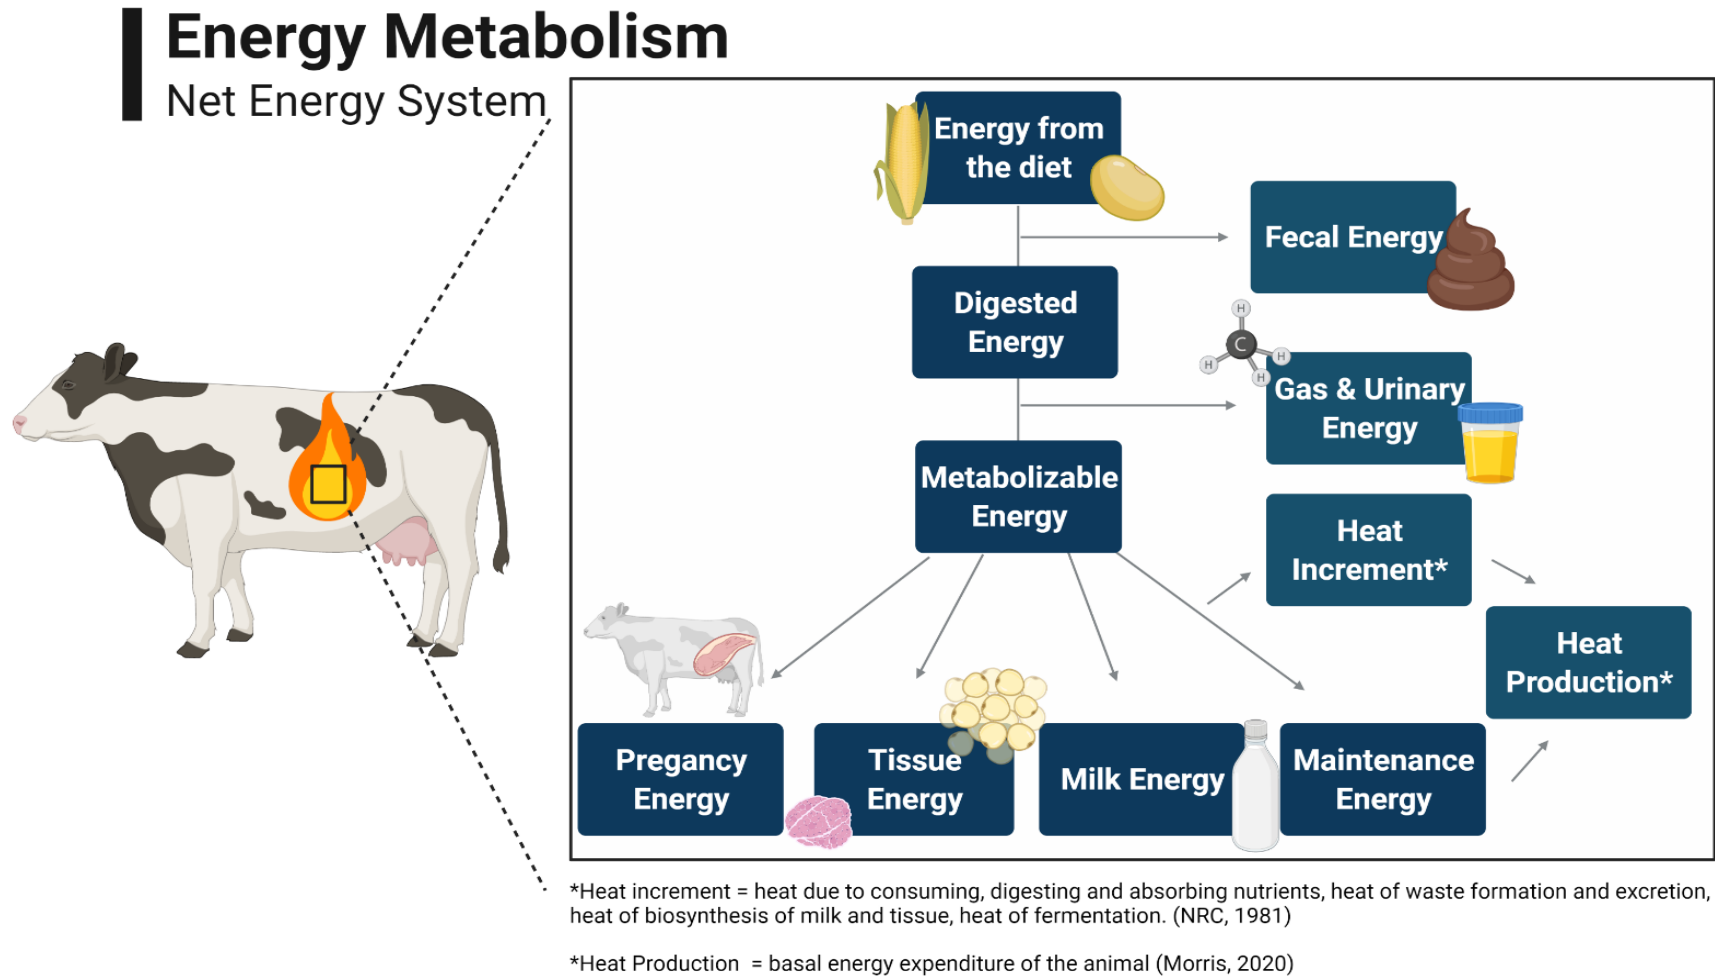 Energy Metabolism
Net Energy System
Energy from
the diet
Fecal Energy
Digested
Energy
H
C
H
H
H
Gas & Urinary
Energy
Metabolizable
Energy
Heat
Increment*
Heat
Production*
Pregancy
Energy
Tissue
Energy
Milk Energy
Maintenance
Energy
*Heat increment = heat due to consuming, digesting and absorbing nutrients, heat of waste formation and excretion,
heat of biosynthesis of milk and tissue, heat of fermentation. (NRC, 1981)
*Heat Production = basal energy expenditure of the animal (Morris, 2020)